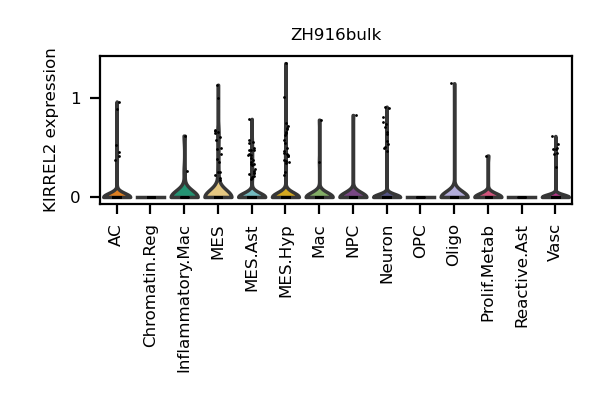 ZH916bulk
KIRREL2 expression
1
0
AC
Chromatin.Reg
Inflammatory.Mac
MES
MES.Ast
MES.Hyp
Mac
NPC
Neuron
OPC
Oligo
Prolif.Metab
Reactive.Ast
Vasc